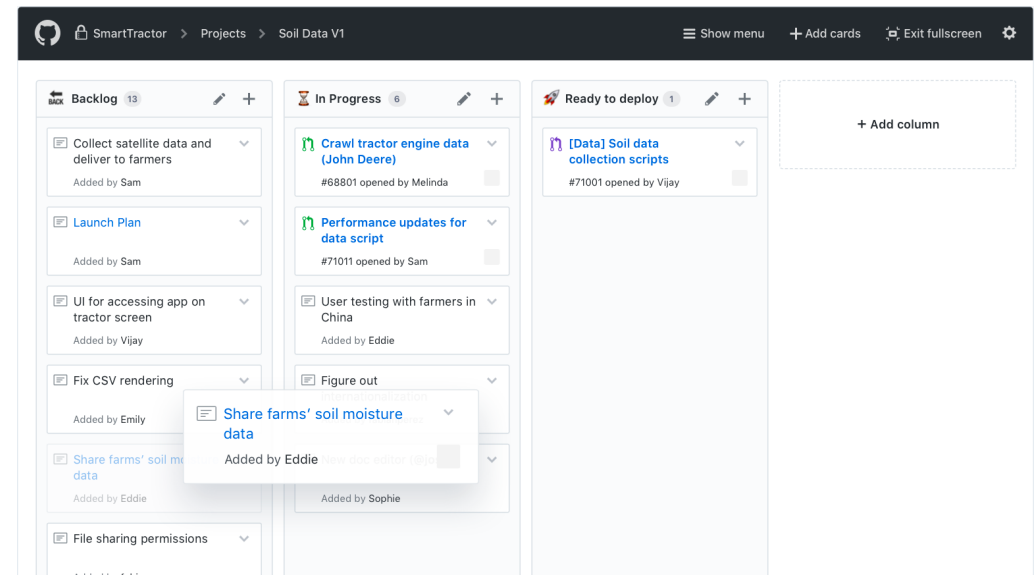 SmartTractor > Projects > Soil Data V1
Show menu
Add cards
Exit fullscreen
BACK Backlog 13
Collect satellite data and
deliver to farmers
Added by Sam
Launch Plan
Added by Sam
UI for accessing app on
tractor screen
Added by Vijay
Fix CSV rendering
Added by Emily
Share farms' soil mo
data
Added by Eddie
File sharing permissions
In Progress 6
Crawl tractor engine data
(John Deere)
#68801 opened by Melinda
Performance updates for
data script
#71011 opened by Sam
User testing with farmers in
China
Added by Eddie
Figure out
internationalization
Share farms' soil moisture
data
Added by Eddie
New doc editor
Added by Sophie
Ready to deploy 1
[Data] Soil data
collection scripts
#71001 opened by Vijay
+ Add column